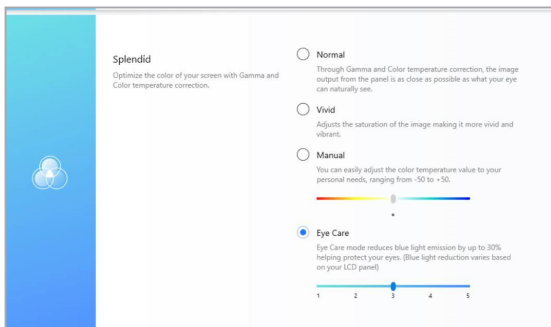 Splendid
Optimize the color of your screen with Gamma and
Color temperature correction.
Normal
Through Gamma and Color temperature correction, the image
output from the panel is as close as possible as what your eye
can naturally see.
Vivid
Adjusts the saturation of the image making it more vivid and
vibrant.
Manual
You can easily adjust the color temperature value to your
personal needs, ranging from -50 to +50.
Eye Care
Eye Care mode reduces blue light emission by up to 30%
helping protect your eyes. (Blue light reduction varies based
on your LCD panel)
1 2 3 4 5